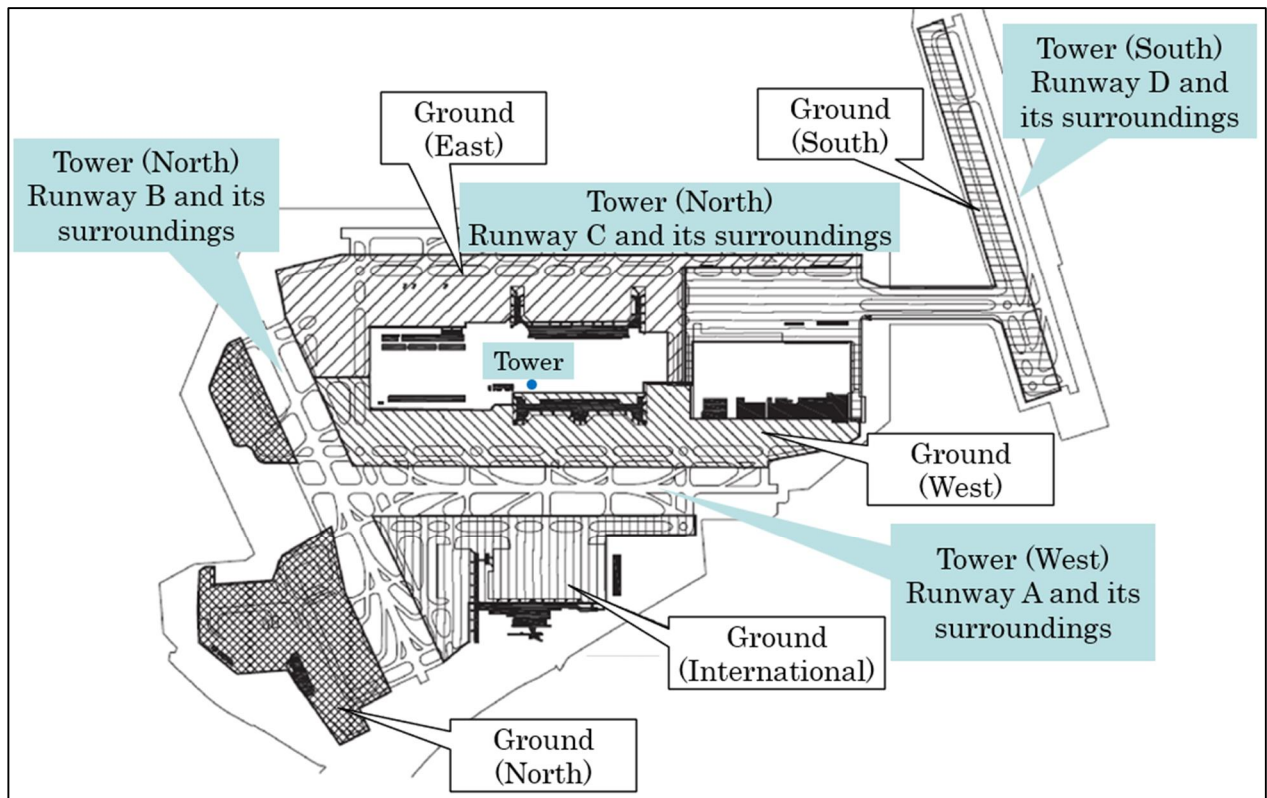 Tower (South)
Runway D and
its surroundings
Ground
(East)
Ground
(South)
Tower (North)
Runway B and its
surroundings
Tower (North)
Runway C and its surroundings
Tower
Ground
(West)
Tower (West)
Runway A and its
surroundings
Ground
(International)
Ground
(North)